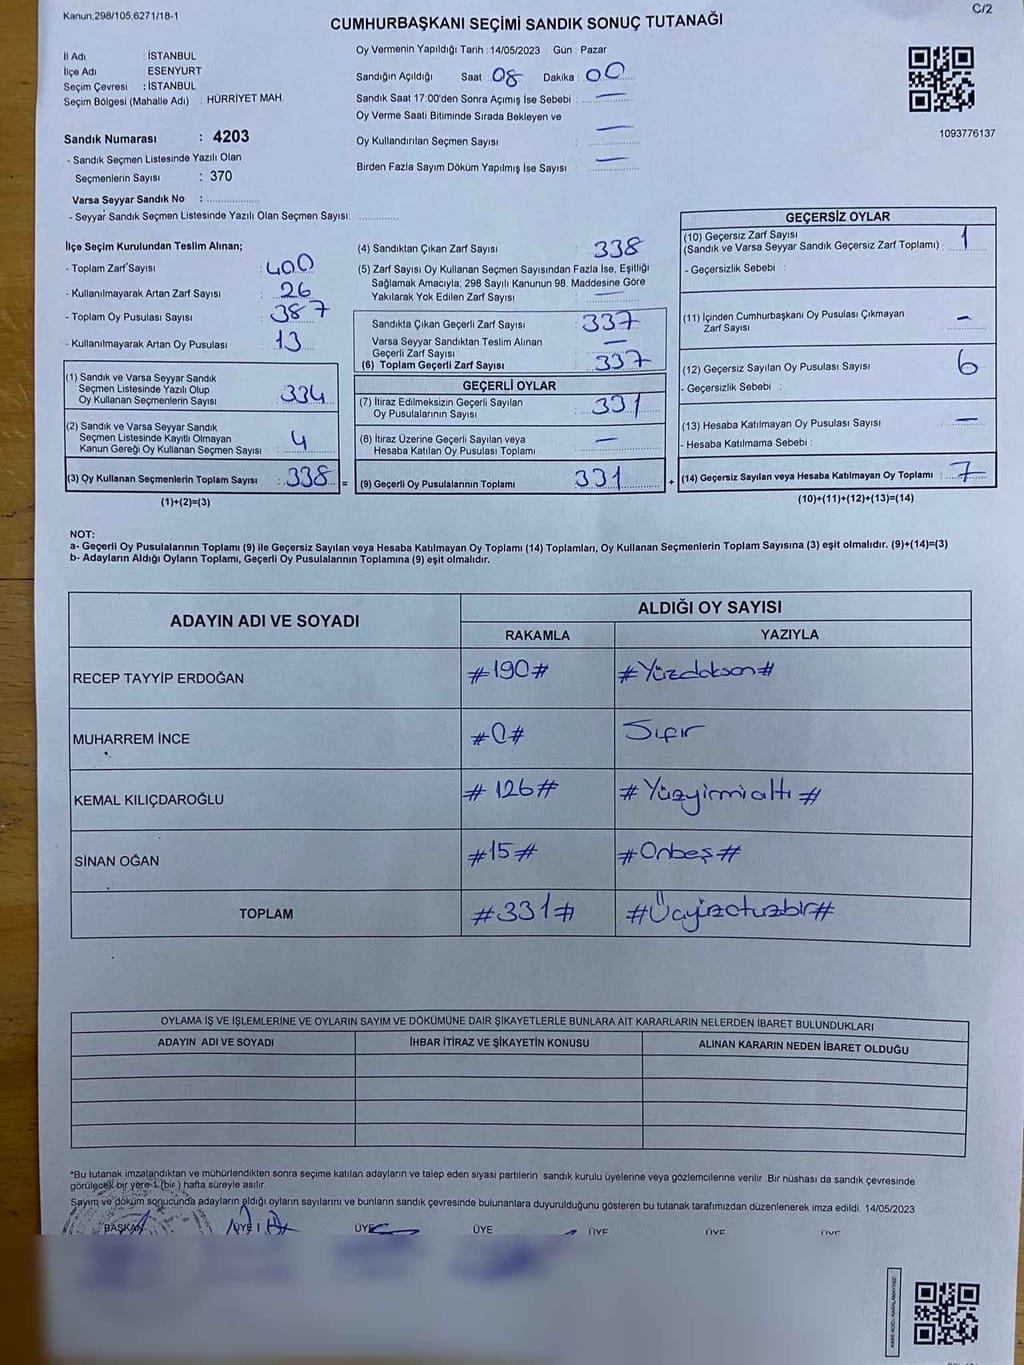 Kanun:298/105;6271/18-1
C/2
CUMHURBAŞKANI SEÇİMİ SANDIK SONUÇ TUTANAĞI
İl Adı : İSTANBUL
İlçe Adı : ESENYURT
Seçim Çevresi : İSTANBUL
Seçim Bölgesi (Mahalle Adı) : HÜRRİYET MAH.
Sandık Numarası : 4203
- Sandık Seçmen Listesinde Yazılı Olan
Seçmenlerin Sayısı : 370
Varsa Seyyar Sandık No :
- Seyyar Sandık Seçmen Listesinde Yazılı Olan Seçmen Sayısı:
Oy Vermenin Yapıldığı Tarih : 14/05/2023 Gün : Pazar
Sandığın Açıldığı Saat : 08 Dakika : 00
Sandık Saat 17:00'den Sonra Açımış İse Sebebi : —
Oy Verme Saati Bitiminde Sırada Bekleyen ve
Oy Kullandırılan Seçmen Sayısı : —
Birden Fazla Sayım Döküm Yapılmış İse Sayısı : —
1093776137
İlçe Seçim Kurulundan Teslim Alınan;
- Toplam Zarf Sayısı : 400
- Kullanılmayarak Artan Zarf Sayısı : 26
- Toplam Oy Pusulası Sayısı : 387
- Kullanılmayarak Artan Oy Pusulası : 13
(1) Sandık ve Varsa Seyyar Sandık
Seçmen Listesinde Yazılı Olup
Oy Kullanan Seçmenlerin Sayısı : 334
(2) Sandık ve Varsa Seyyar Sandık
Seçmen Listesinde Kayıtlı Olmayan
Kanun Gereği Oy Kullanan Seçmen Sayısı : 4
(3) Oy Kullanan Seçmenlerin Toplam Sayısı : 338 =
(1)+(2)=(3)
(4) Sandıktan Çıkan Zarf Sayısı : 338
(5) Zarf Sayısı Oy Kullanan Seçmen Sayısından Fazla İse, Eşitliği
Sağlamak Amacıyla; 298 Sayılı Kanunun 98. Maddesine Göre
Yakılarak Yok Edilen Zarf Sayısı : —
Sandıkta Çıkan Geçerli Zarf Sayısı : 337
Varsa Seyyar Sandıktan Teslim Alınan
Geçerli Zarf Sayısı : —
(6) Toplam Geçerli Zarf Sayısı : 337
GEÇERLİ OYLAR
(7) İtiraz Edilmeksizin Geçerli Sayılan
Oy Pusulalarının Sayısı : 331
(8) İtiraz Üzerine Geçerli Sayılan veya
Hesaba Katılan Oy Pusulası Toplamı : —
(9) Geçerli Oy Pusulalarının Toplamı : 331 +
GEÇERSİZ OYLAR
(10) Geçersiz Zarf Sayısı
(Sandık ve Varsa Seyyar Sandık Geçersiz Zarf Toplamı) : 1
- Geçersizlik Sebebi :
(11) İçinden Cumhurbaşkanı Oy Pusulası Çıkmayan
Zarf Sayısı : —
(12) Geçersiz Sayılan Oy Pusulası Sayısı : 6
- Geçersizlik Sebebi :
(13) Hesaba Katılmayan Oy Pusulası Sayısı : —
- Hesaba Katılmama Sebebi :
(14) Geçersiz Sayılan veya Hesaba Katılmayan Oy Toplamı : 7
(10)+(11)+(12)+(13)=(14)
NOT:
a- Geçerli Oy Pusulalarının Toplamı (9) ile Geçersiz Sayılan veya Hesaba Katılmayan Oy Toplamı (14) Toplamları, Oy Kullanan Seçmenlerin Toplam Sayısına (3) eşit olmalıdır. (9)+(14)=(3)
b- Adayların Aldığı Oyların Toplamı, Geçerli Oy Pusulalarının Toplamına (9) eşit olmalıdır.
ADAYIN ADI VE SOYADI
ALDIĞI OY SAYISI
RAKAMLA YAZIYLA
RECEP TAYYİP ERDOĞAN #190# #Yüzdokson#
MUHARREM İNCE #0# Sıfır
KEMAL KILIÇDAROĞLU #126# #Yüzyirmialtı#
SİNAN OĞAN #15# #Onbeş#
TOPLAM #331# #Üçyüzotuzbir#
OYLAMA İŞ VE İŞLEMLERİNE VE OYLARIN SAYIM VE DÖKÜMÜNE DAİR ŞİKAYETLERLE BUNLARA AİT KARARLARIN NELERDEN İBARET BULUNDUKLARI
ADAYIN ADI VE SOYADI İHBAR İTİRAZ VE ŞİKAYETİN KONUSU ALINAN KARARIN NEDEN İBARET OLDUĞU
*Bu tutanak imzalandıktan ve mühürlendikten sonra seçime katılan adayların ve talep eden siyasi partilerin sandık kurulu üyelerine veya gözlemcilerine verilir. Bir nüshası da sandık çevresinde
görülecek bir yere 1 (bir ) hafta süreyle asılır.
Sayım ve döküm sonucunda adayların aldığı oyların sayılarını ve bunların sandık çevresinde bulunanlara duyurulduğunu gösteren bu tutanak tarafımızdan düzenlenerek imza edildi. 14/05/2023
BAŞKAN ÜYE ÜYE ÜYE ÜYE ÜYE ÜYE